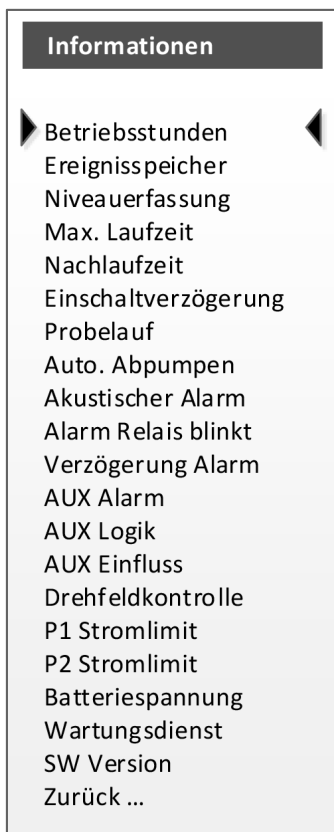 Informationen
Betriebsstunden
Ereignisspeicher
Niveauerfassung
Max. Laufzeit
Nachlaufzeit
Einschaltverzögerung
Probelauf
Auto. Abpumpen
Akustischer Alarm
Alarm Relais blinkt
Verzögerung Alarm
AUX Alarm
AUX Logik
AUX Einfluss
Drehfeldkontrolle
P1 Stromlimit
P2 Stromlimit
Batteriespannung
Wartungsdienst
SW Version
Zurück ...